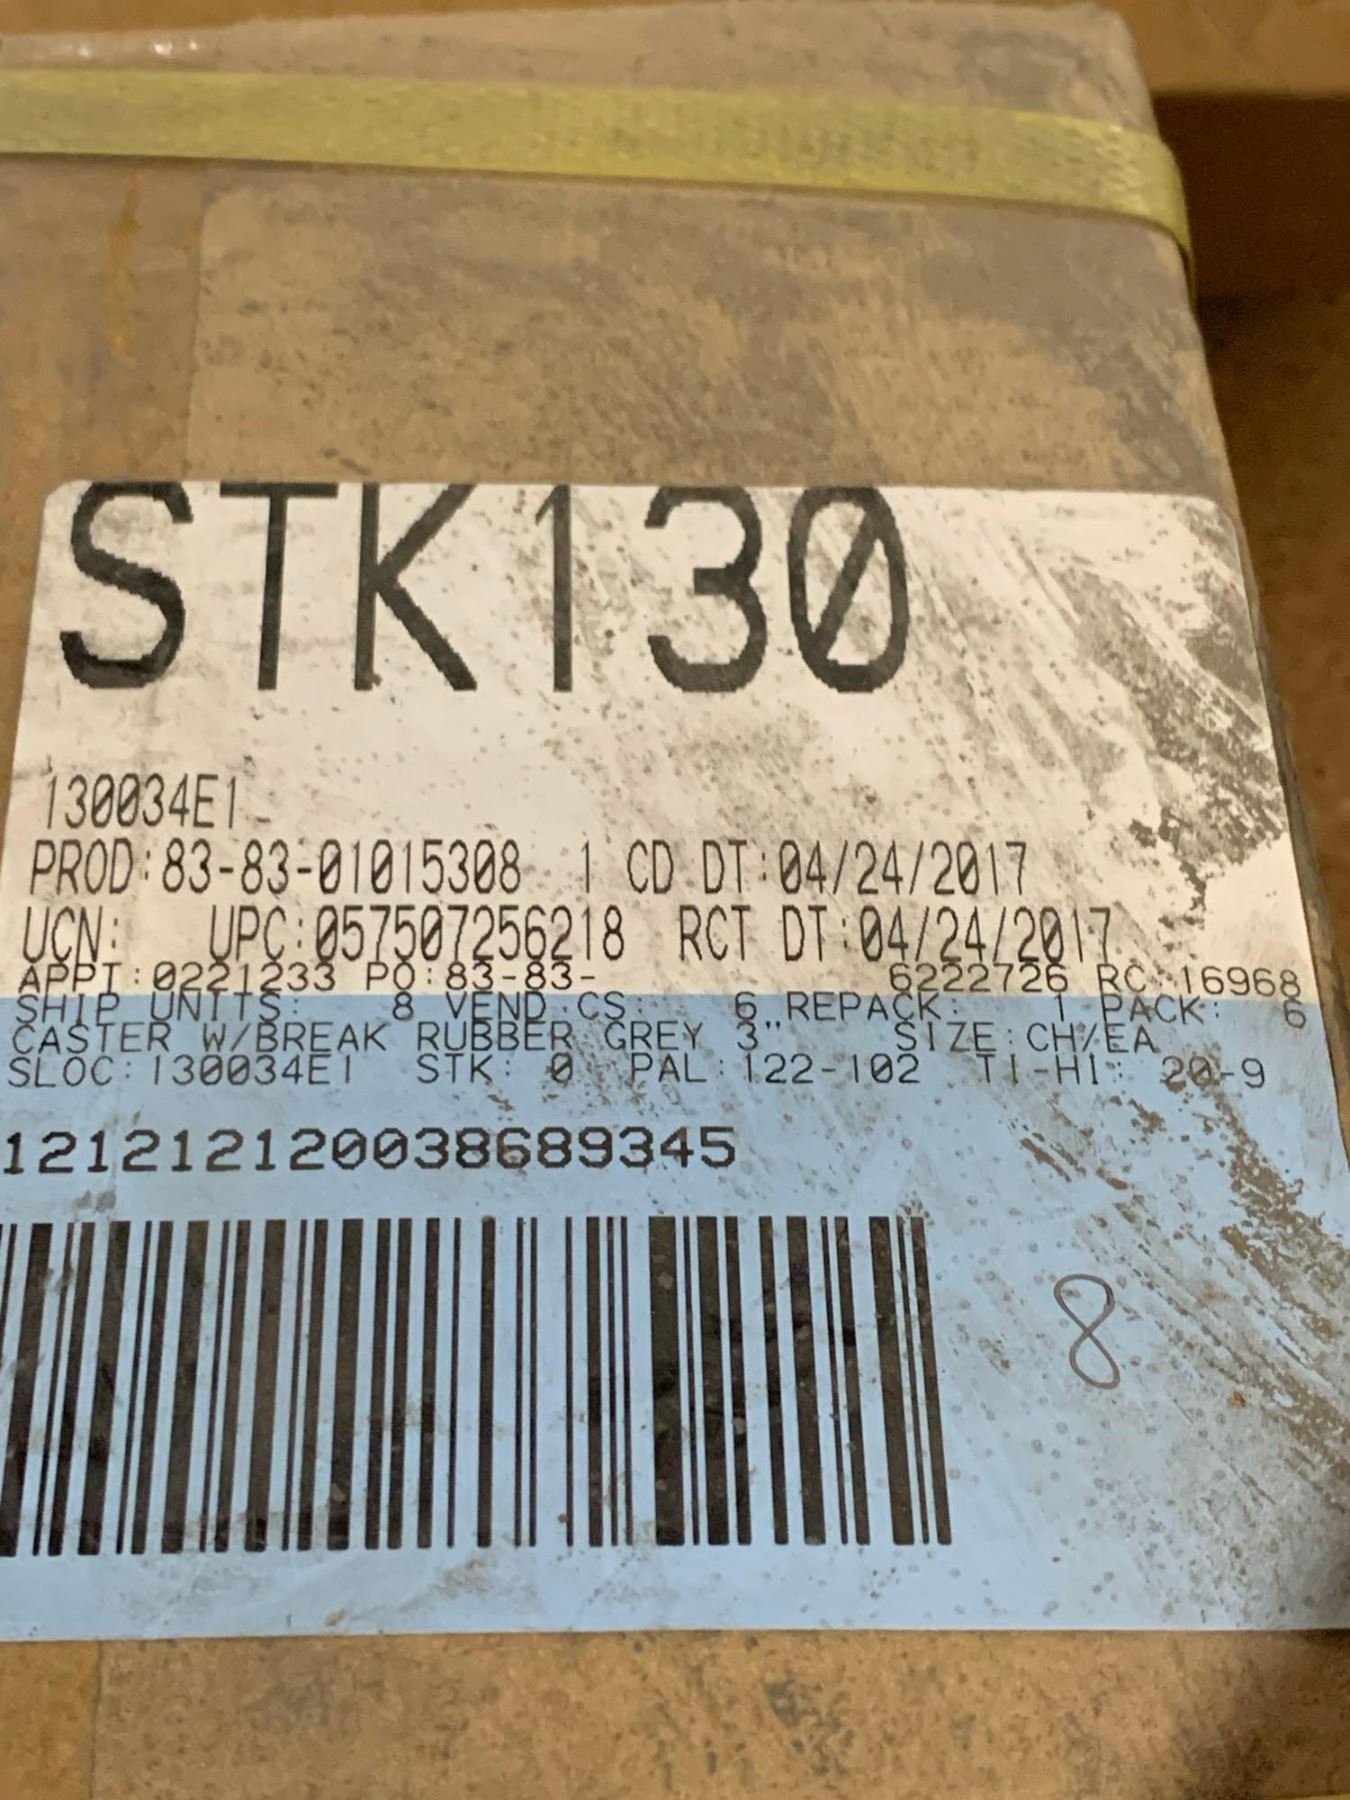 STK130
130034E1
PROD:83-83-01015308 1 CD DT:04/24/2017
UCN: UPC:057507256218 RCT DT:04/24/2017
APPT:0221233 PO:83-83- 6222726 RC:16968
SHIP UNITS: 8 VEND CS: 6 REPACK: 1 PACK: 6
CASTER W/BREAK RUBBER GREY 3" SIZE:CH/EA
SLOC:130034E1 STK: 0 PAL:122-102 TI-HI: 20-9
121212120038689345
8